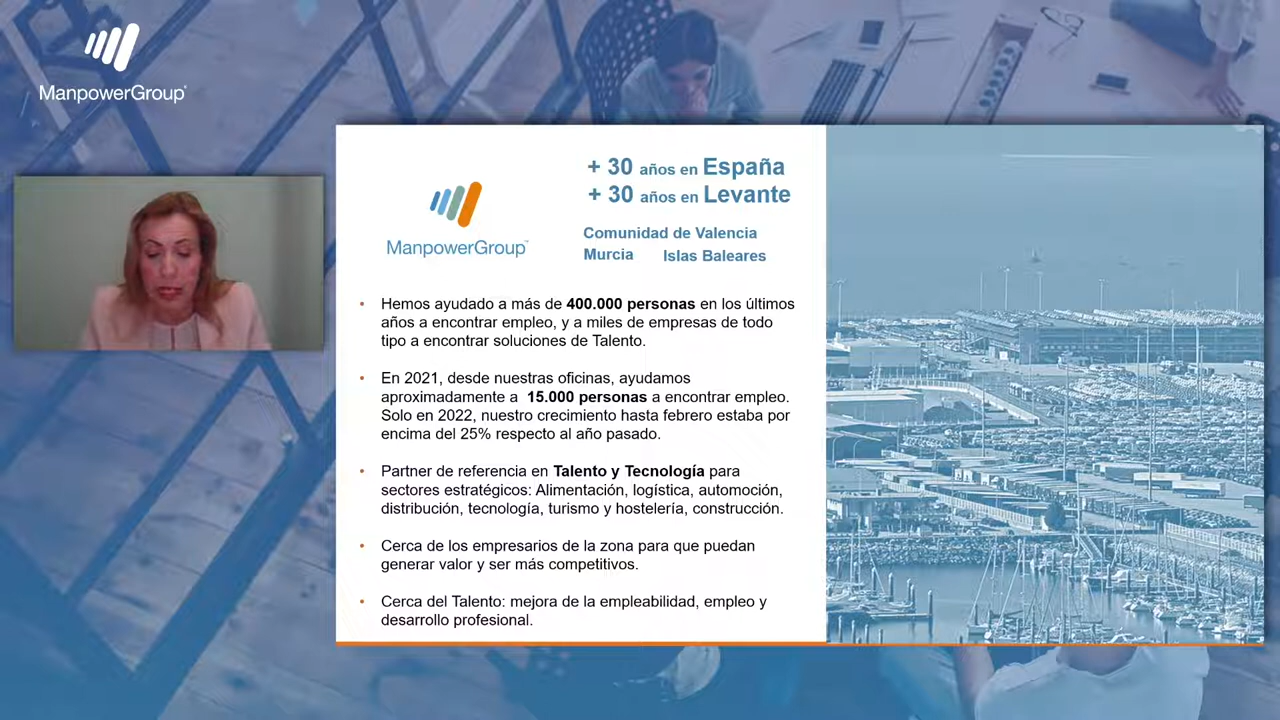 ManpowerGroup
+ 30 años en España
+ 30 años en Levante
ManpowerGroup
Comunidad de Valencia
Murcia Islas Baleares
• Hemos ayudado a más de 400.000 personas en los últimos
años a encontrar empleo, y a miles de empresas de todo
tipo a encontrar soluciones de Talento.
• En 2021, desde nuestras oficinas, ayudamos
aproximadamente a 15.000 personas a encontrar empleo.
Solo en 2022, nuestro crecimiento hasta febrero estaba por
encima del 25% respecto al año pasado.
• Partner de referencia en Talento y Tecnología para
sectores estratégicos: Alimentación, logística, automoción,
distribución, tecnología, turismo y hostelería, construcción.
• Cerca de los empresarios de la zona para que puedan
generar valor y ser más competitivos.
• Cerca del Talento: mejora de la empleabilidad, empleo y
desarrollo profesional.